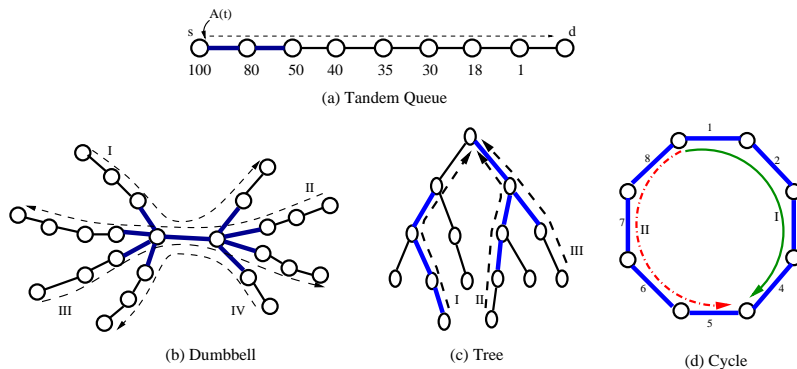 A(t)
s d
100 80 50 40 35 30 18 1
(a) Tandem Queue
I
II
III
IV
(b) Dumbbell
I II III
(c) Tree
1
8 2
7 II I
6 4
5
(d) Cycle